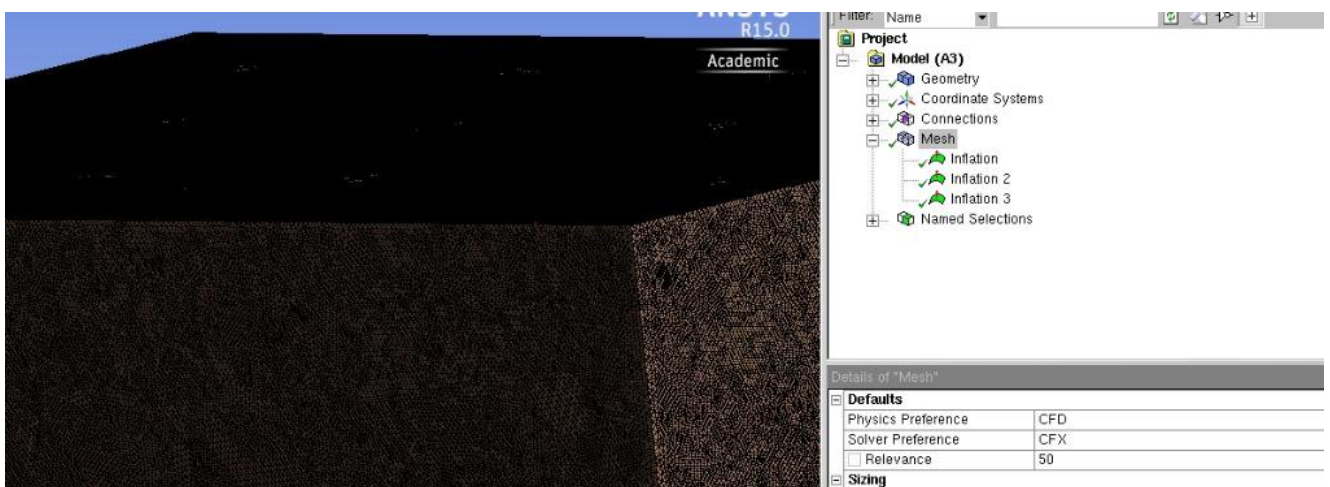 ANSYS
R15.0
Academic
Filter: Name
Project
Model (A3)
Geometry
Coordinate Systems
Connections
Mesh
Inflation
Inflation 2
Inflation 3
Named Selections
Details of "Mesh"
Defaults
Physics Preference CFD
Solver Preference CFX
Relevance 50
Sizing